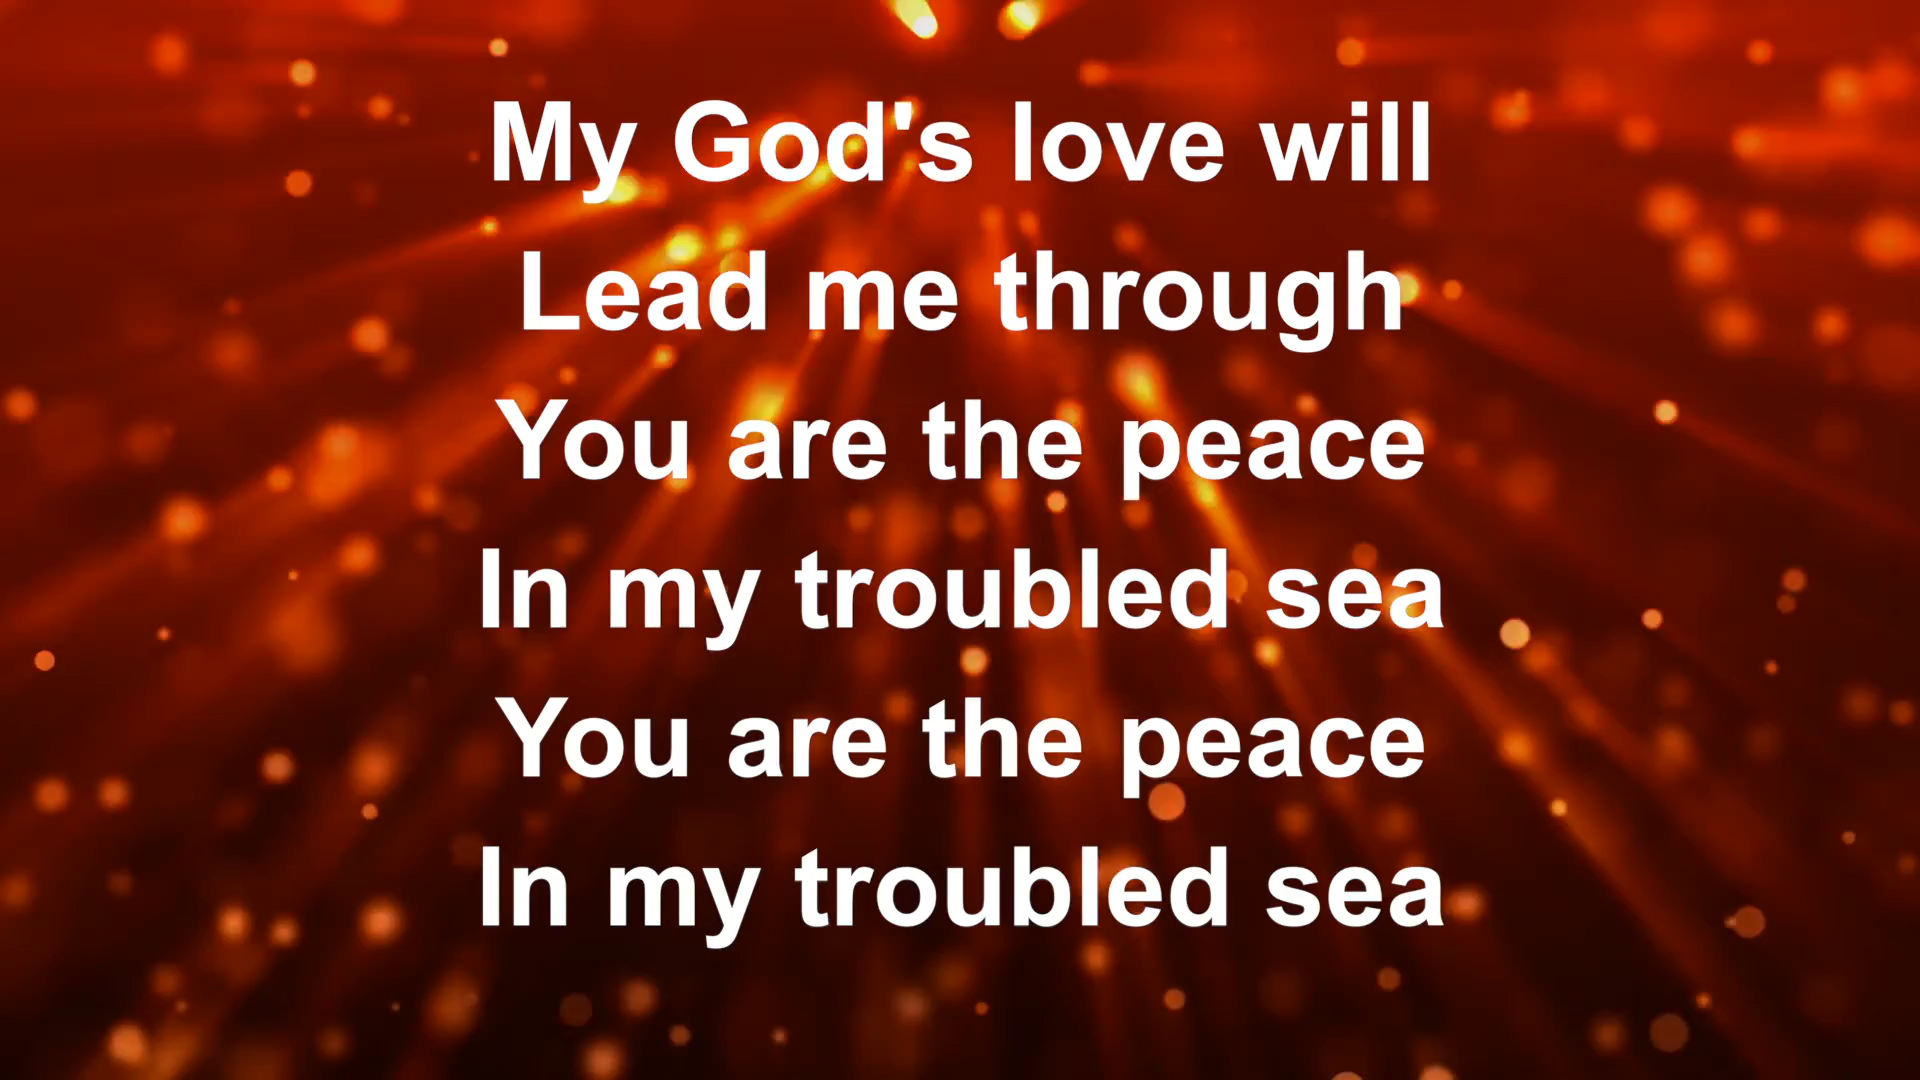 My God's love will
Lead me through
You are the peace
In my troubled sea
You are the peace
In my troubled sea